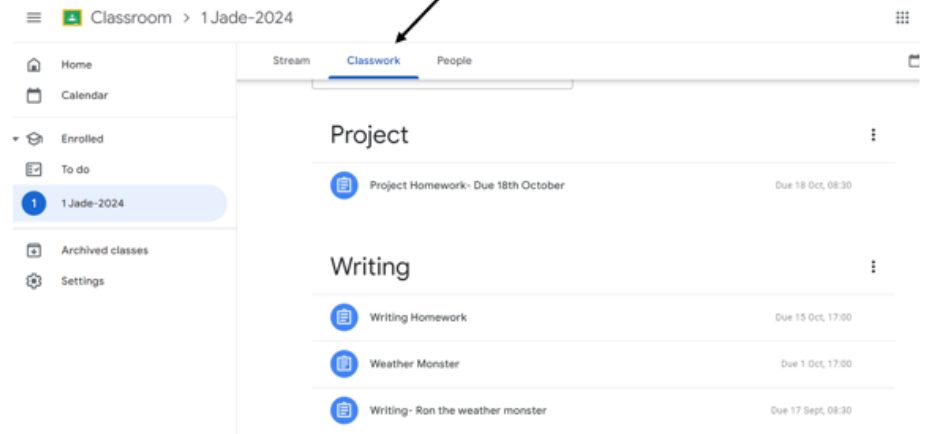 Classroom > 1 Jade-2024
Stream Classwork People
Home
Calendar
Enrolled
To do
1 1 Jade-2024
Archived classes
Settings
Project
Project Homework- Due 18th October Due 18 Oct, 08:30
Writing
Writing Homework Due 15 Oct, 17:00
Weather Monster Due 1 Oct, 17:00
Writing- Ron the weather monster Due 17 Sept, 08:30